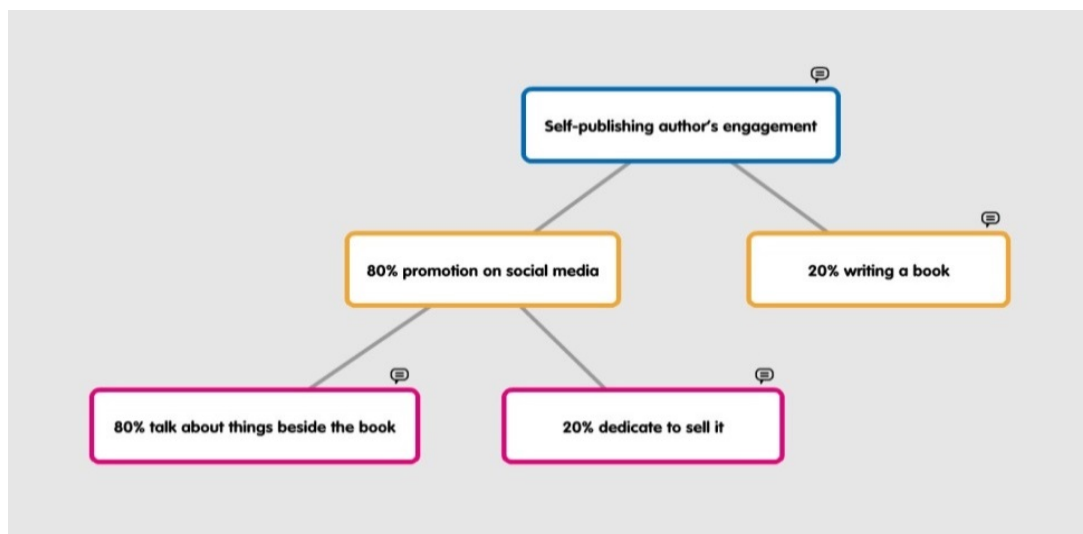 Self-publishing author's engagement
80% promotion on social media
20% writing a book
80% talk about things beside the book
20% dedicate to sell it